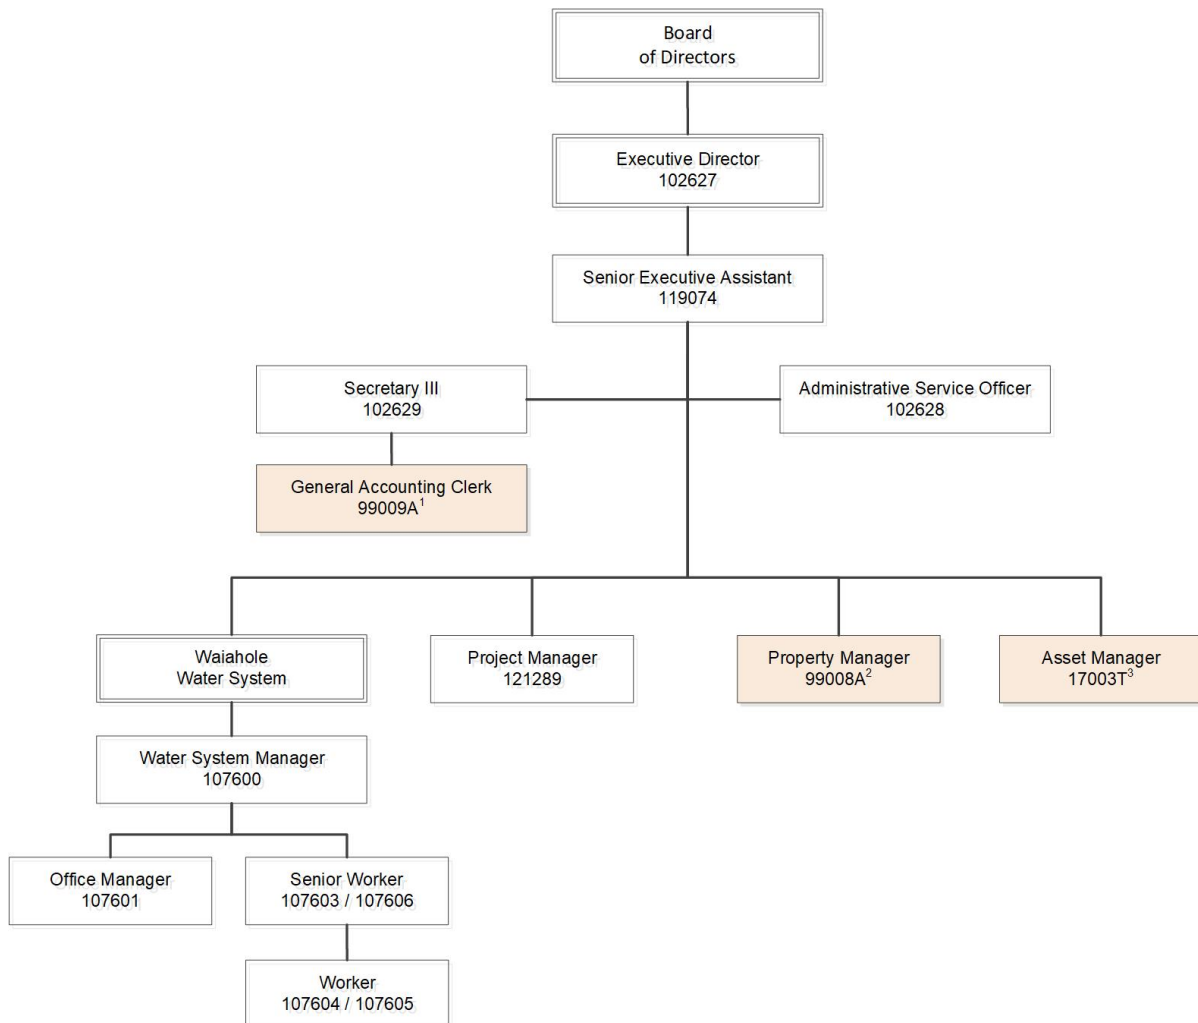 Board
of Directors
Executive Director
102627
Senior Executive Assistant
119074
Secretary III
102629
Administrative Service Officer
102628
General Accounting Clerk
99009A¹
Waiahole
Water System
Project Manager
121289
Property Manager
99008A²
Asset Manager
17003T³
Water System Manager
107600
Office Manager
107601
Senior Worker
107603 / 107606
Worker
107604 / 107605